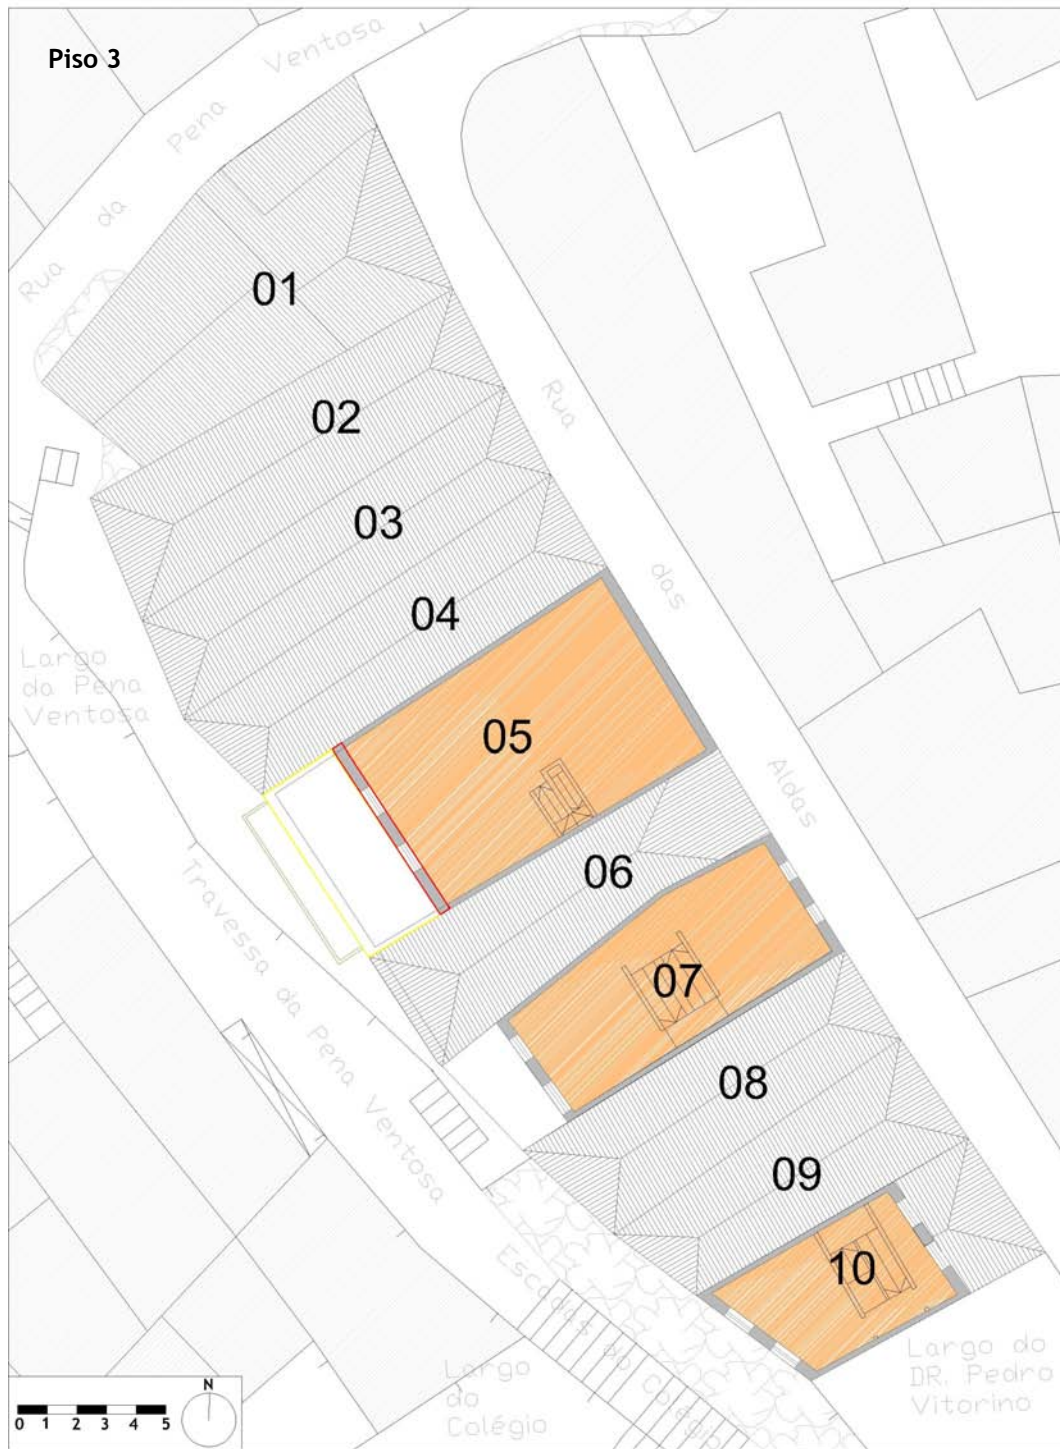 Piso 3
Rua da Pena Ventosa
01
02
Rua das Aldas
03
04
Largo
da Pena
Ventosa
05
06
Travessa da Pena Ventosa
07
08
09
10
Escadas do Colégio
Largo
do
Colégio
Largo do
DR. Pedro
Vitorino
N
0 1 2 3 4 5